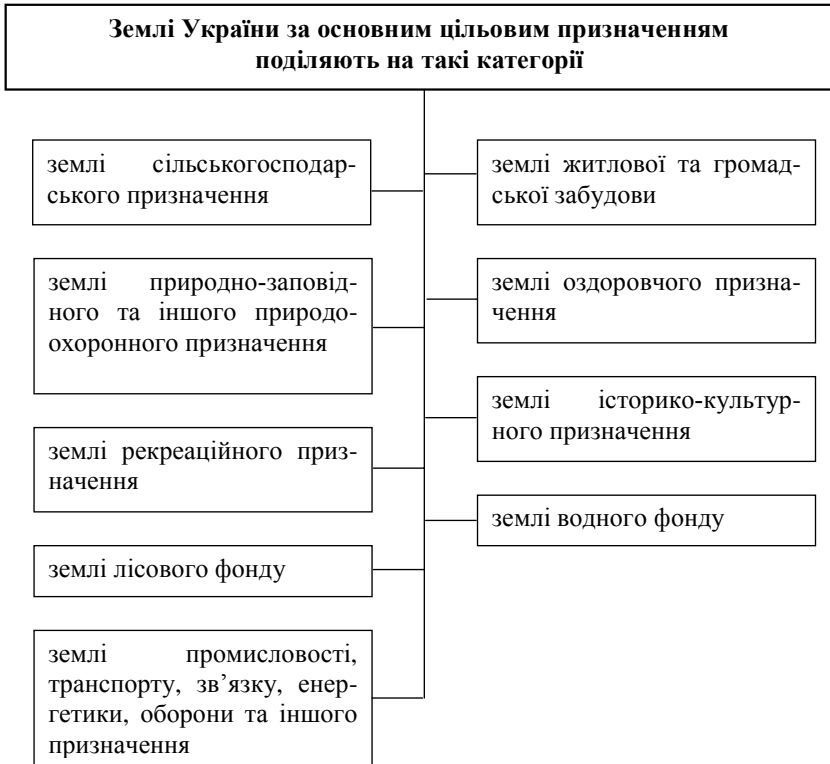 Землі України за основним цільовим призначенням
поділяють на такі категорії
землі сільськогосподар-
ського призначення
землі житлової та громад-
ської забудови
землі природно-заповід-
ного та іншого природо-
охоронного призначення
землі оздоровчого призна-
чення
землі історико-культур-
ного призначення
землі рекреаційного приз-
начення
землі водного фонду
землі лісового фонду
землі промисловості,
транспорту, зв’язку, енер-
гетики, оборони та іншого
призначення